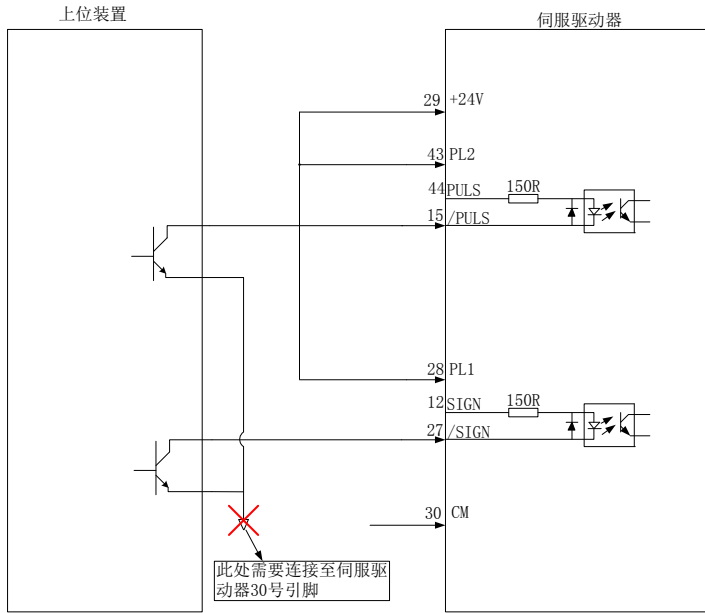 上位装置
伺服驱动器
29 +24V
43 PL2
44 PULS 150R
15 /PULS
28 PL1
12 SIGN 150R
27 /SIGN
30 CM
此处需要连接至伺服驱
动器30号引脚